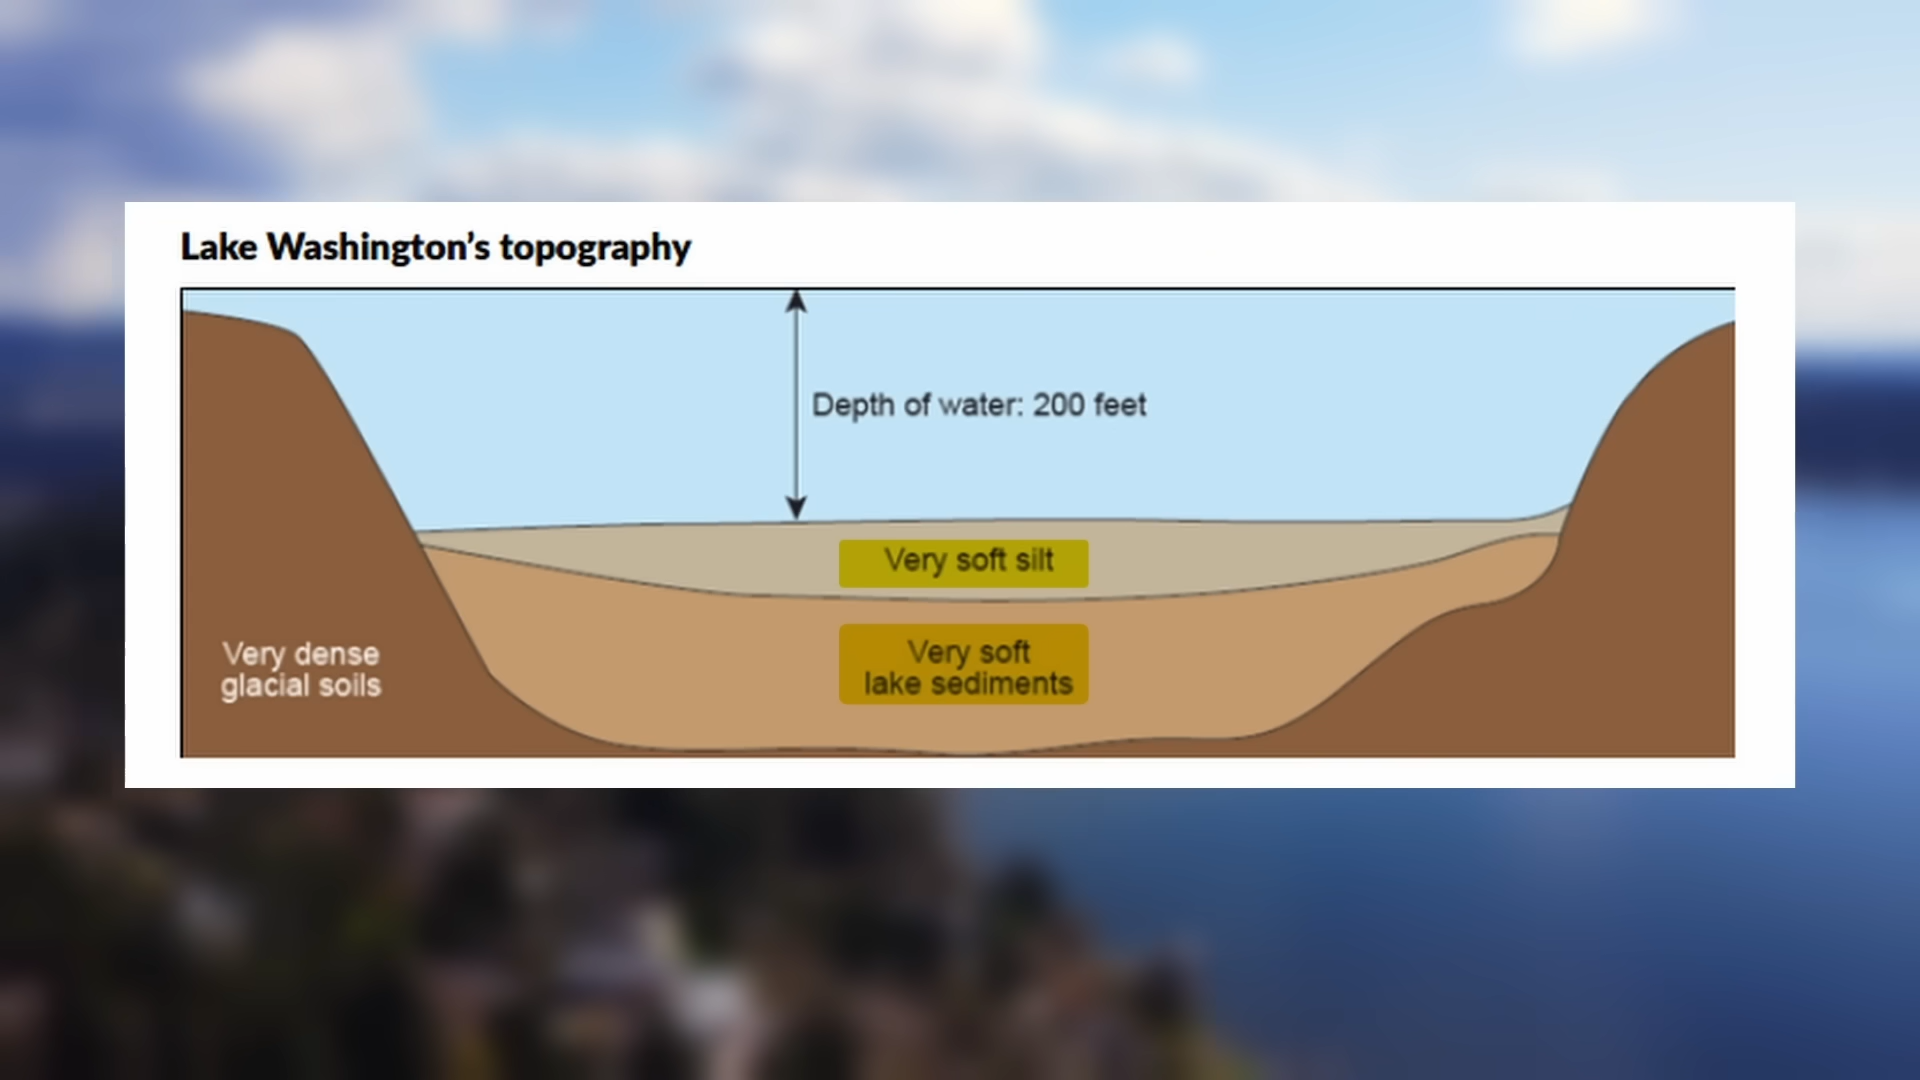 Lake Washington’s topography
Depth of water: 200 feet
Very soft silt
Very soft
lake sediments
Very dense
glacial soils